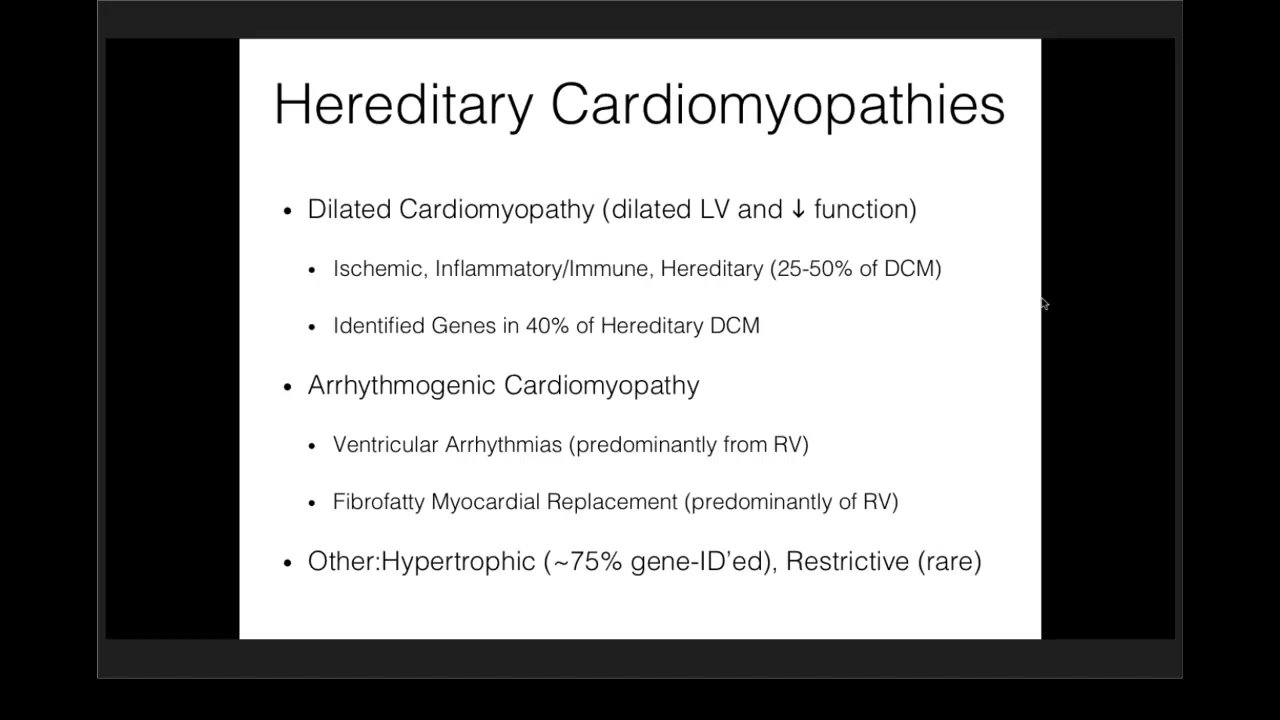 Hereditary Cardiomyopathies
• Dilated Cardiomyopathy (dilated LV and ↓ function)
• Ischemic, Inflammatory/Immune, Hereditary (25-50% of DCM)
• Identified Genes in 40% of Hereditary DCM
• Arrhythmogenic Cardiomyopathy
• Ventricular Arrhythmias (predominantly from RV)
• Fibrofatty Myocardial Replacement (predominantly of RV)
• Other:Hypertrophic (~75% gene-ID’ed), Restrictive (rare)